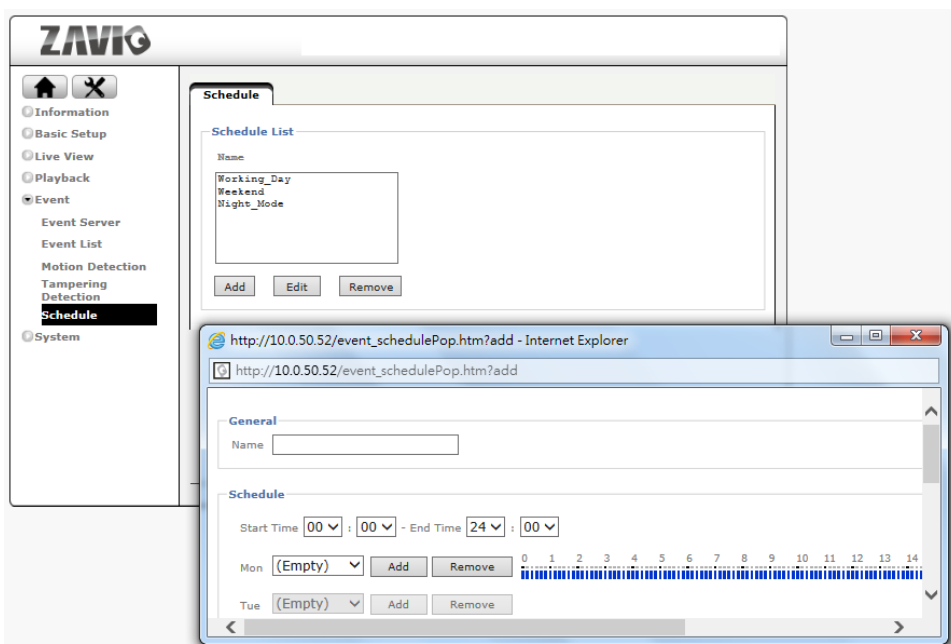 ZAVIO
Information
Basic Setup
Live View
Playback
Event
Event Server
Event List
Motion Detection
Tampering
Detection
Schedule
System
Schedule
Schedule List
Name
Working_Day
Weekend
Night_Mode
Add Edit Remove
http://10.0.50.52/event_schedulePop.htm?add - Internet Explorer
http://10.0.50.52/event_schedulePop.htm?add
General
Name
Schedule
Start Time 00 : 00 - End Time 24 : 00
0 1 2 3 4 5 6 7 8 9 10 11 12 13 14
Mon (Empty) Add Remove
Tue (Empty) Add Remove